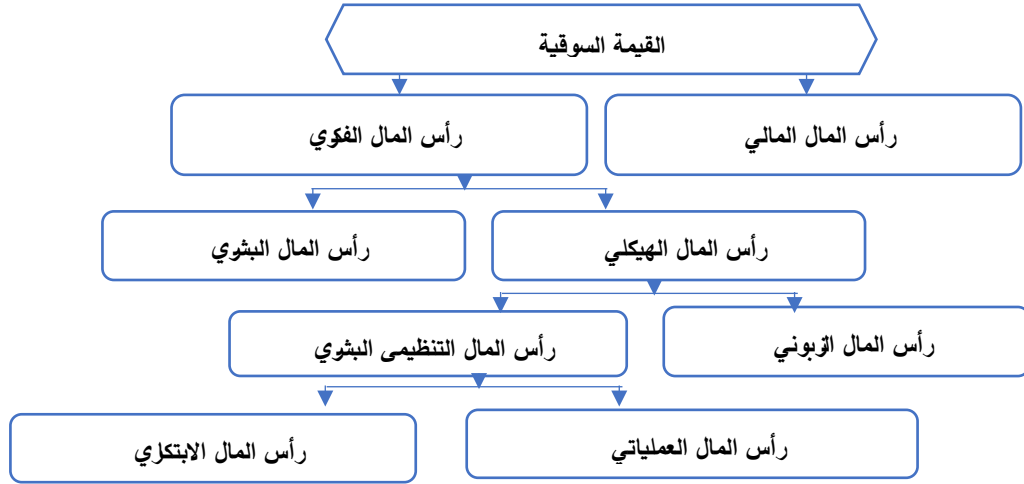 القيمة السوقية
رأس المال المالي
رأس المال الفكري
رأس المال الهيكلي
رأس المال البشري
رأس المال الزبوني
رأس المال التنظيمى البشري
رأس المال العملياتي
رأس المال الابتكاري